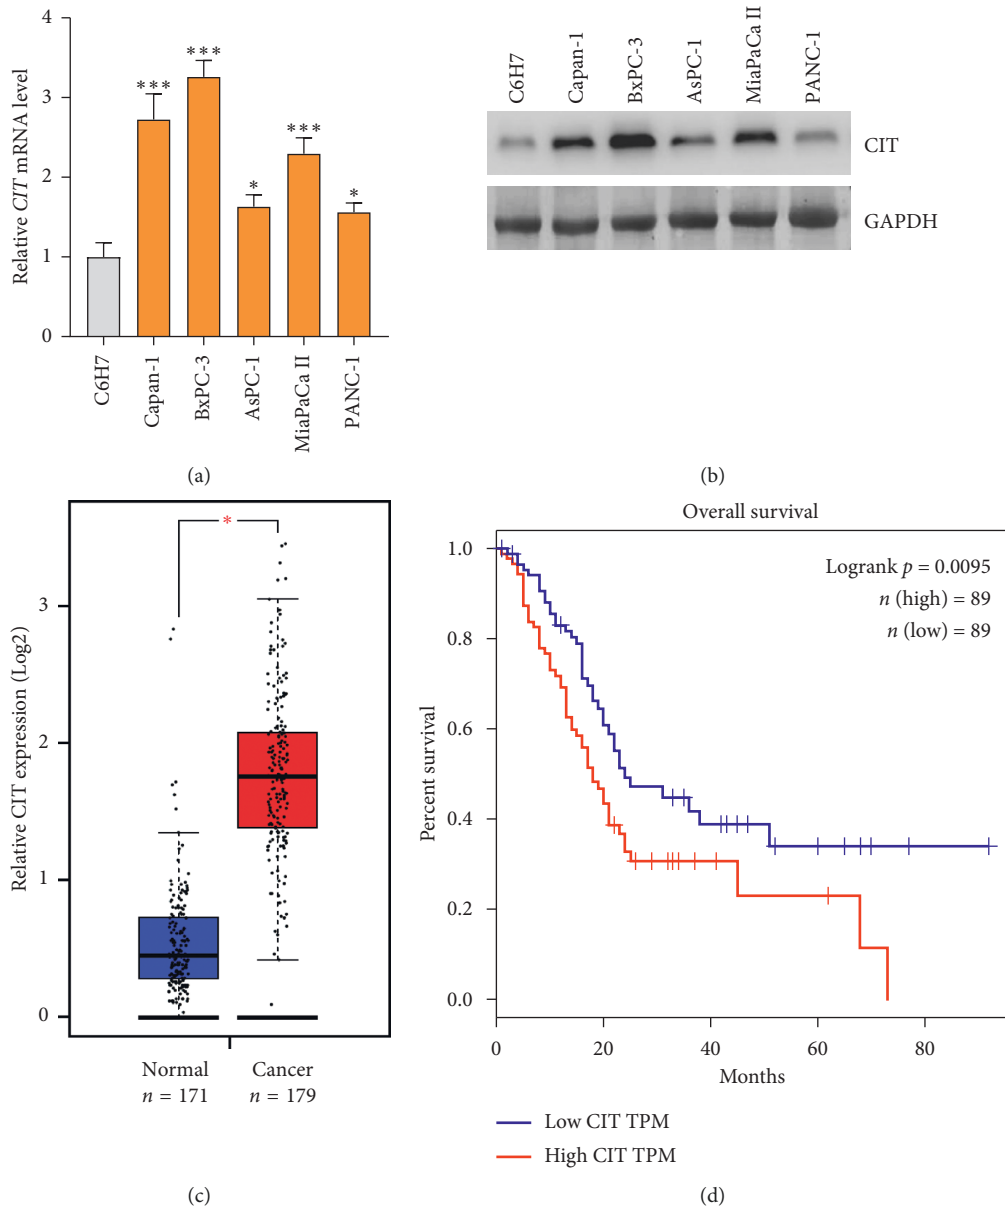 4
3
2
1
0
Relative CIT mRNA level
***
***
*
***
*
C6H7
Capan-1
BxPC-3
AsPC-1
MiaPaCa II
PANC-1
(a)
C6H7
Capan-1
BxPC-3
AsPC-1
MiaPaCa II
PANC-1
CIT
GAPDH
(b)
*
3
2
1
0
Relative CIT expression (Log2)
Normal
n = 171
Cancer
n = 179
(c)
Overall survival
Logrank p = 0.0095
n (high) = 89
n (low) = 89
1.0
0.8
0.6
0.4
0.2
0.0
Percent survival
0 20 40 60 80
Months
Low CIT TPM
High CIT TPM
(d)